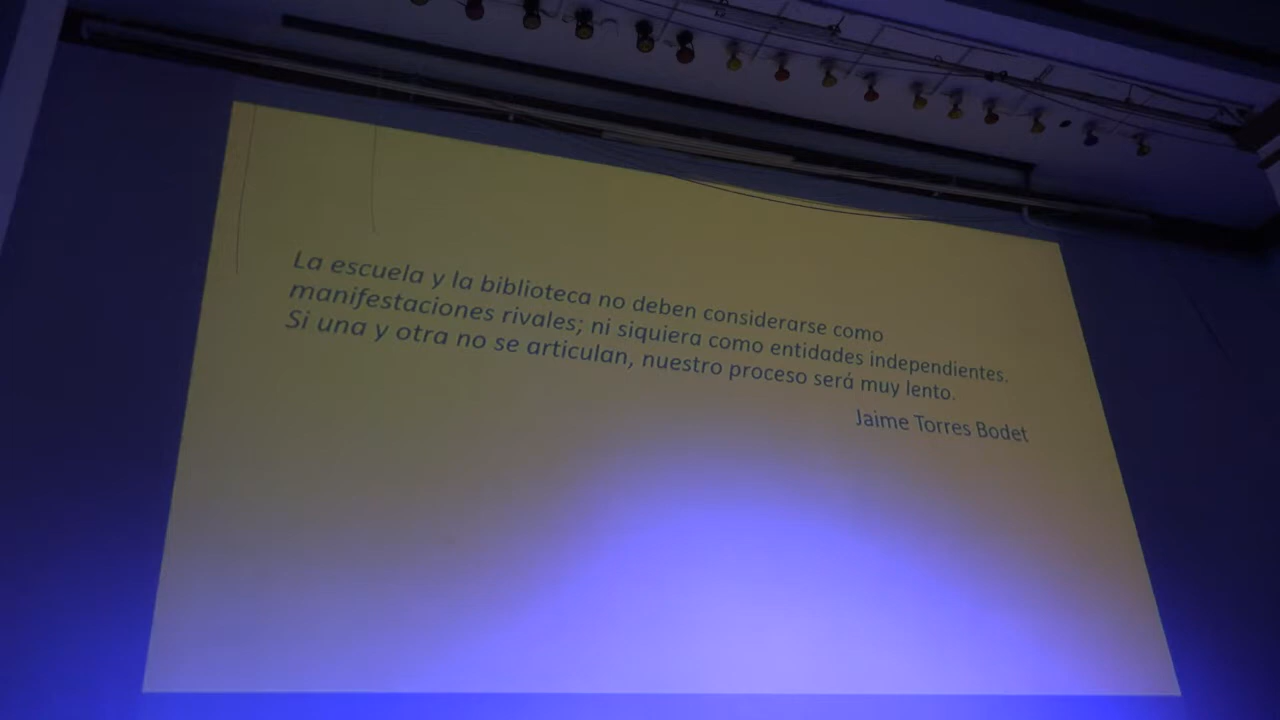 La escuela y la biblioteca no deben considerarse como
manifestaciones rivales; ni siquiera como entidades independientes.
Si una y otra no se articulan, nuestro proceso será muy lento.
Jaime Torres Bodet